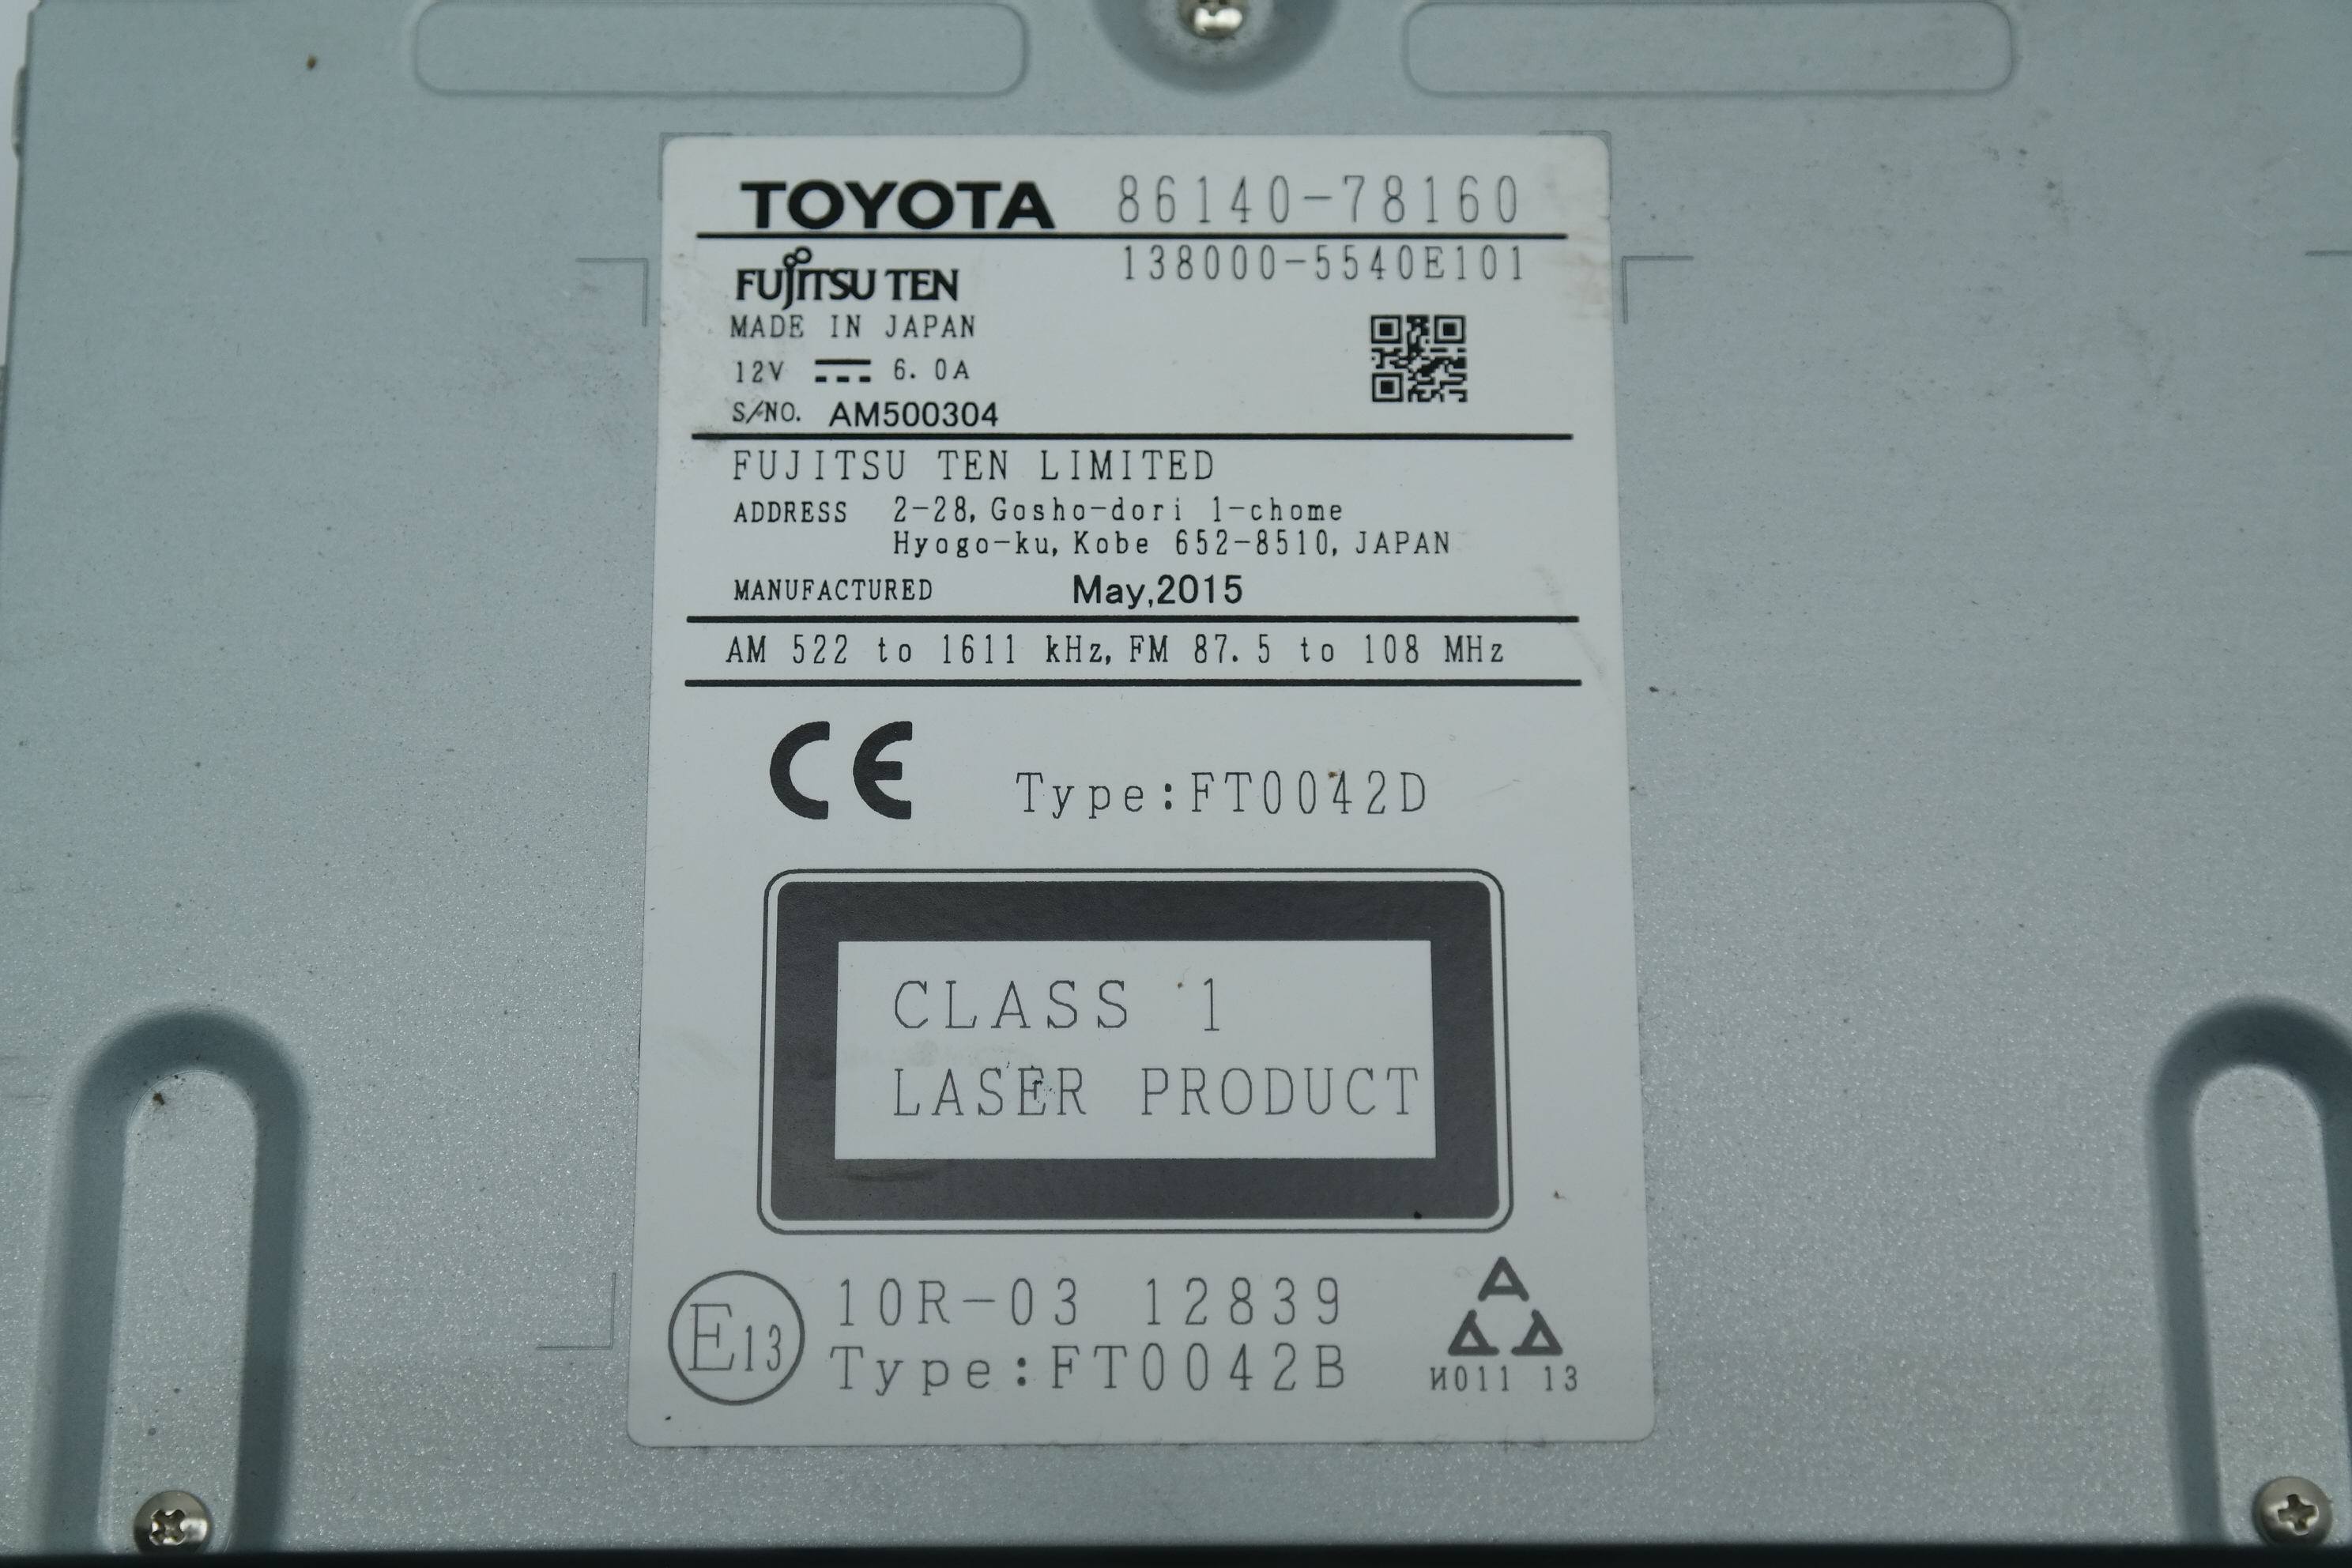 TOYOTA 86140-78160
FUJITSU TEN 138000-5540E101
MADE IN JAPAN
12V 6.0A
S/NO. AM500304
FUJITSU TEN LIMITED
ADDRESS 2-28, Gosho-dori 1-chome
Hyogo-ku, Kobe 652-8510, JAPAN
MANUFACTURED May,2015
AM 522 to 1611 kHz, FM 87.5 to 108 MHz
CE Type:FT0042D
CLASS 1
LASER PRODUCT
E13 10R-03 12839
Type:FT0042B
И011 13